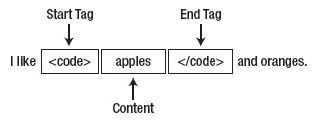 Start Tag End Tag
I like <code> apples </code> and oranges.
Content